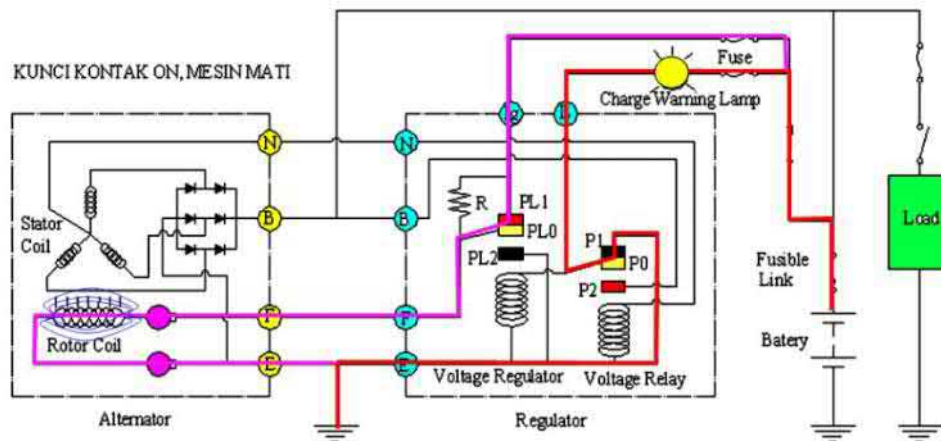 KUNCI KONTAK ON, MESIN MATI
Fuse
Charge Warning Lamp
Ig
L
N
N
Stator
Coil
R
PL1
PL0
B
B
Load
PL2
P1
P0
P2
Fusible
Link
F
F
Rotor Coil
Batery
E
E
Voltage Regulator
Voltage Relay
Alternator
Regulator